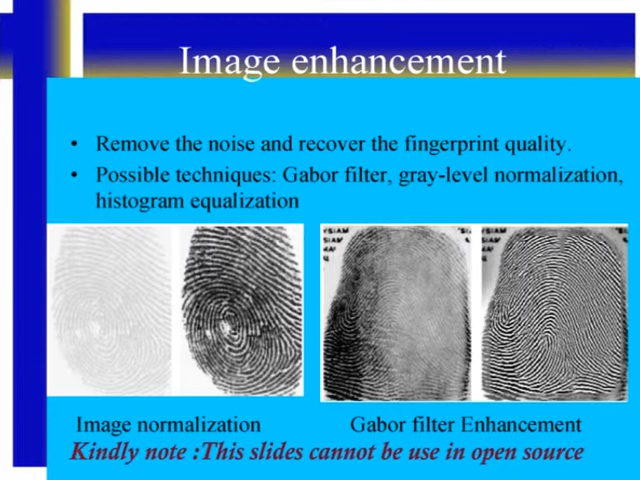 Image enhancement
• Remove the noise and recover the fingerprint quality.
• Possible techniques: Gabor filter, gray-level normalization,
histogram equalization
Image normalization
Gabor filter Enhancement
Kindly note :This slides cannot be use in open source